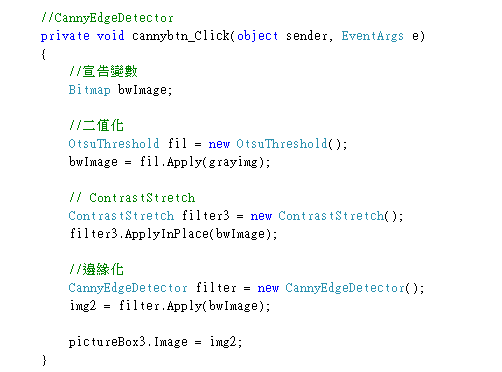 //CannyEdgeDetector
private void cannybtn_Click(object sender, EventArgs e)
{
//宣告變數
Bitmap bwImage;
//二值化
OtsuThreshold fil = new OtsuThreshold();
bwImage = fil.Apply(grayimg);
// ContrastStretch
ContrastStretch filter3 = new ContrastStretch();
filter3.ApplyInPlace(bwImage);
//邊緣化
CannyEdgeDetector filter = new CannyEdgeDetector();
img2 = filter.Apply(bwImage);
pictureBox3.Image = img2;
}